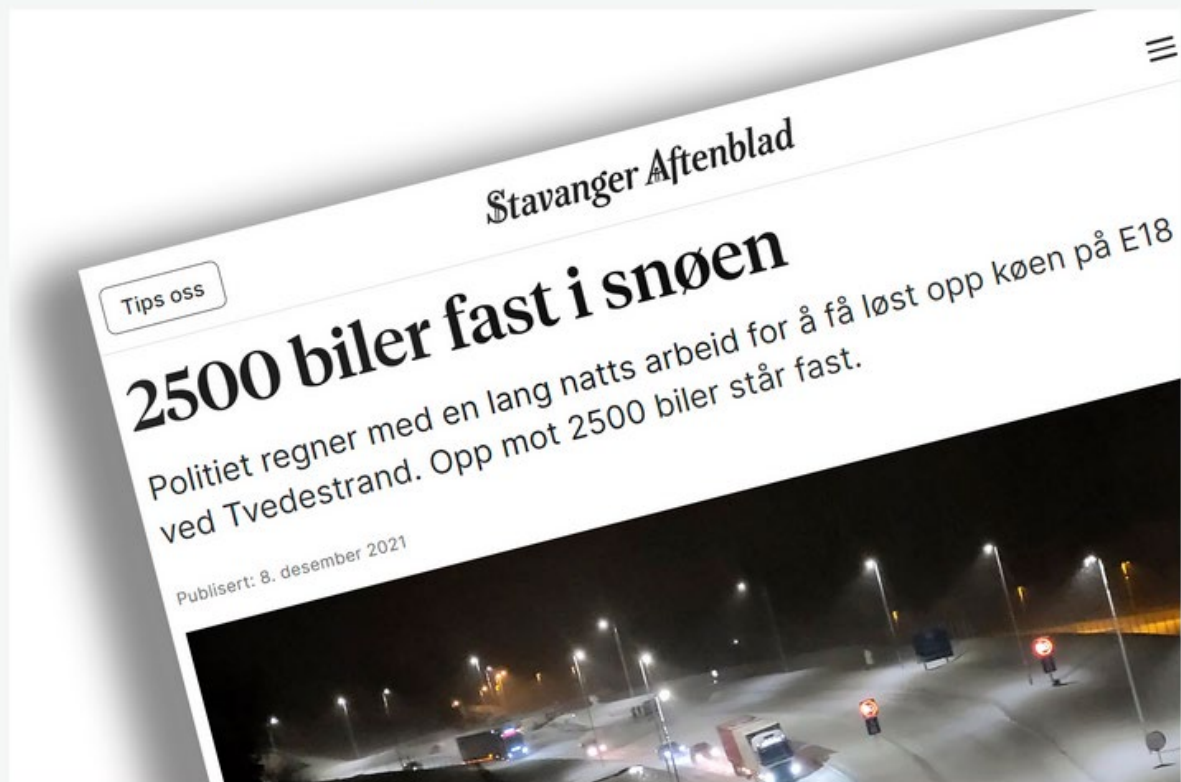 Stavanger Aftenblad
Tips oss
2500 biler fast i snøen
Politiet regner med en lang natts arbeid for å få løst opp køen på E18
ved Tvedestrand. Opp mot 2500 biler står fast.
Publisert: 8. desember 2021